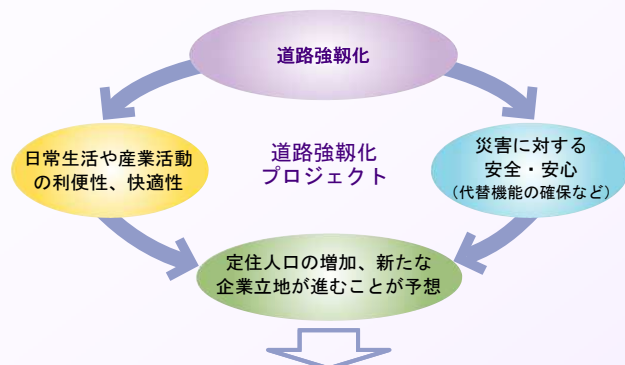 道路強靱化
日常生活や産業活動
の利便性、快適性
道路強靱化
プロジェクト
災害に対する
安全・安心
（代替機能の確保など）
定住人口の増加、新たな
企業立地が進むことが予想